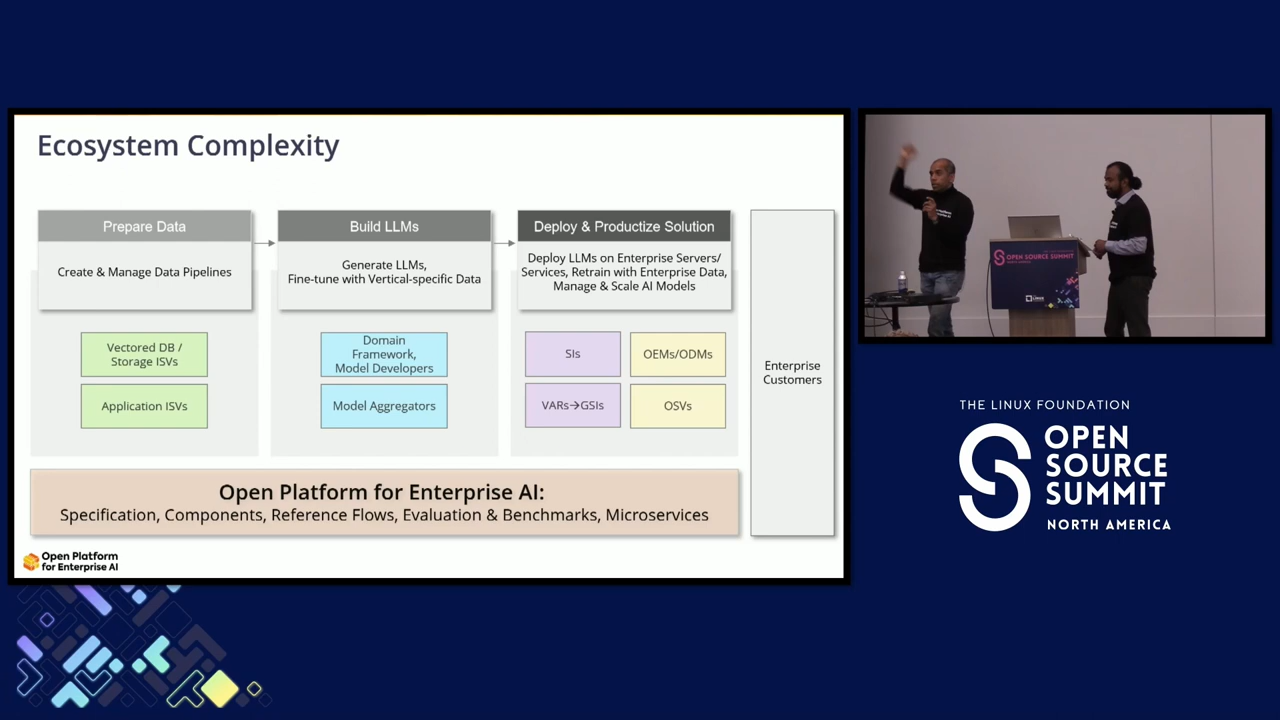 Ecosystem Complexity
Prepare Data
Create & Manage Data Pipelines
Vectored DB /
Storage ISVs
Application ISVs
Build LLMs
Generate LLMs,
Fine-tune with Vertical-specific Data
Domain
Framework,
Model Developers
Model Aggregators
Deploy & Productize Solution
Deploy LLMs on Enterprise Servers/
Services, Retrain with Enterprise Data,
Manage & Scale AI Models
SIs
OEMs/ODMs
VARs→GSIs
OSVs
Enterprise
Customers
Open Platform for Enterprise AI:
Specification, Components, Reference Flows, Evaluation & Benchmarks, Microservices
Open Platform
for Enterprise AI
OPEN SOURCE SUMMIT
THE LINUX FOUNDATION
OPEN
SOURCE
SUMMIT
NORTH AMERICA